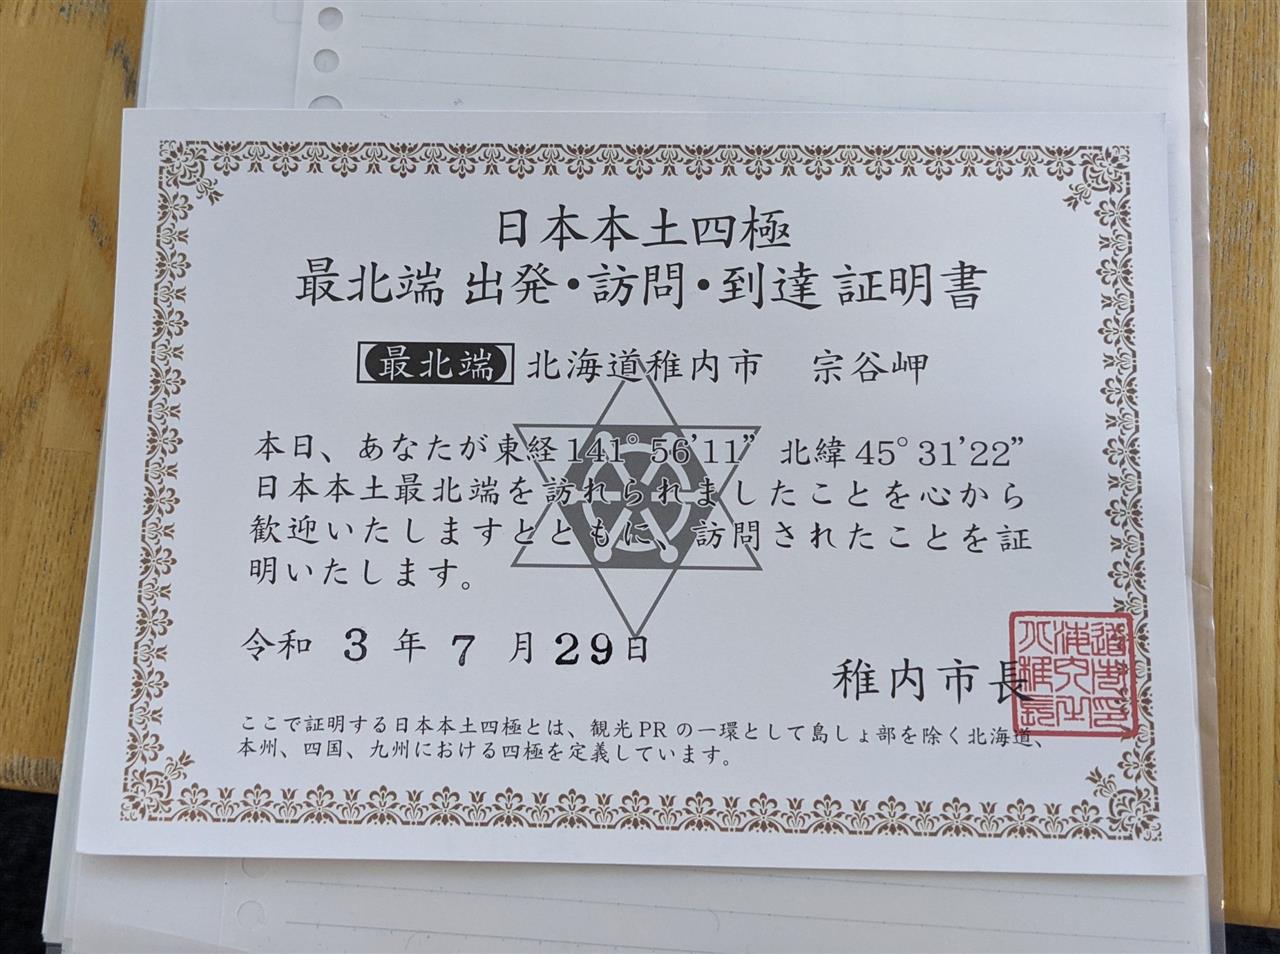 日本本土四極
最北端 出発・訪問・到達 証明書
最北端 北海道稚内市 宗谷岬
本日、あなたが東経141°56’11” 北緯45°31’22”
日本本土最北端を訪れられましたことを心から
歓迎いたしますとともに、訪問されたことを証
明いたします。
令和 3 年 7 月 29日
稚内市長
ここで証明する日本本土四極とは、観光PRの一環として島しょ部を除く北海道、
本州、四国、九州における四極を定義しています。